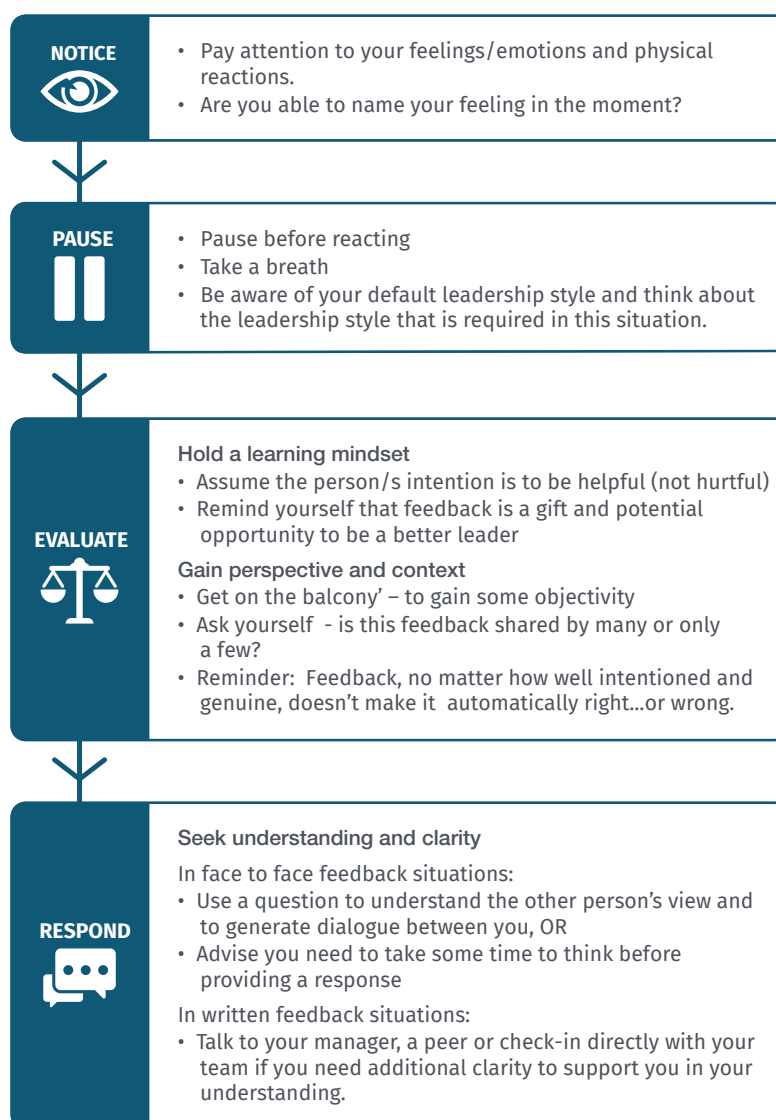 NOTICE
• Pay attention to your feelings/emotions and physical
reactions.
• Are you able to name your feeling in the moment?
PAUSE
• Pause before reacting
• Take a breath
• Be aware of your default leadership style and think about
the leadership style that is required in this situation.
EVALUATE
Hold a learning mindset
• Assume the person/s intention is to be helpful (not hurtful)
• Remind yourself that feedback is a gift and potential
opportunity to be a better leader
Gain perspective and context
• Get on the balcony’ – to gain some objectivity
• Ask yourself - is this feedback shared by many or only
a few?
• Reminder: Feedback, no matter how well intentioned and
genuine, doesn’t make it automatically right...or wrong.
RESPOND
Seek understanding and clarity
In face to face feedback situations:
• Use a question to understand the other person’s view and
to generate dialogue between you, OR
• Advise you need to take some time to think before
providing a response
In written feedback situations:
• Talk to your manager, a peer or check-in directly with your
team if you need additional clarity to support you in your
understanding.